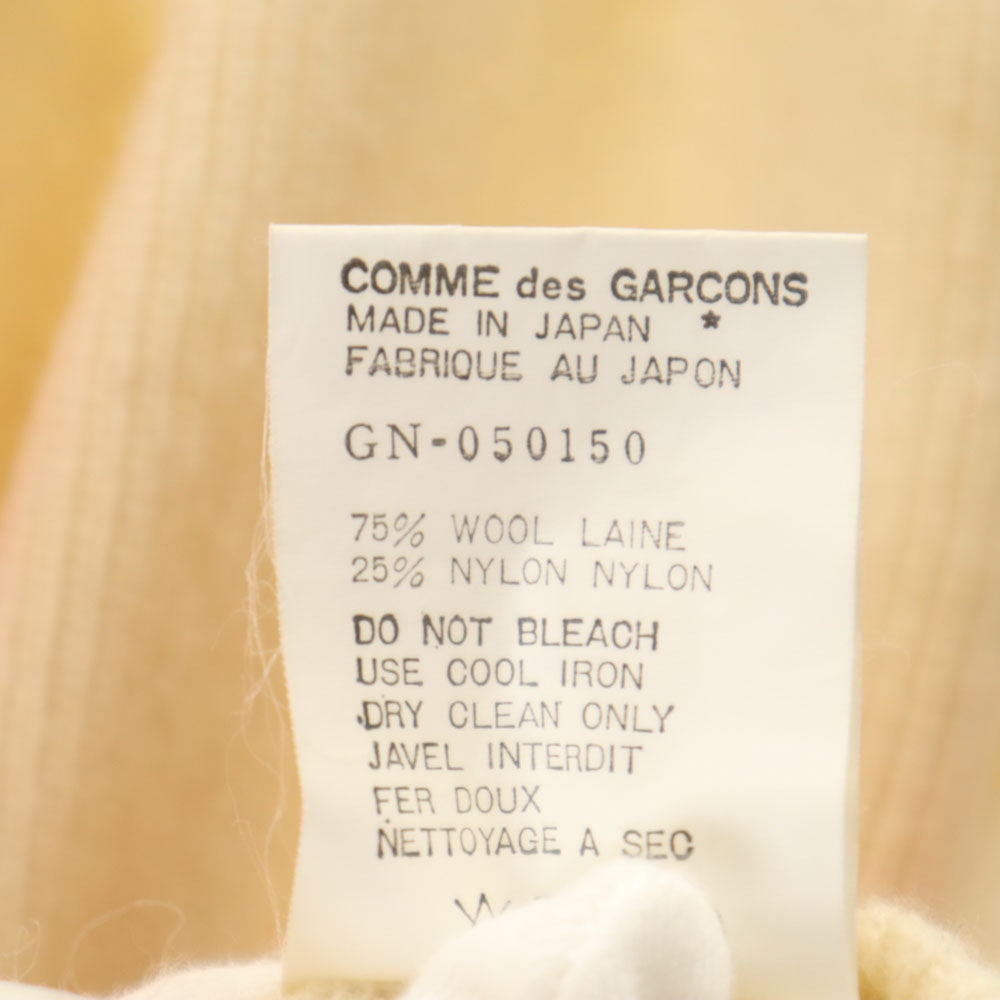 COMME des GARCONS
MADE IN JAPAN *
FABRIQUE AU JAPON
GN-050150
75% WOOL LAINE
25% NYLON NYLON
DO NOT BLEACH
USE COOL IRON
DRY CLEAN ONLY
JAVEL INTERDIT
FER DOUX
NETTOYAGE A SEC